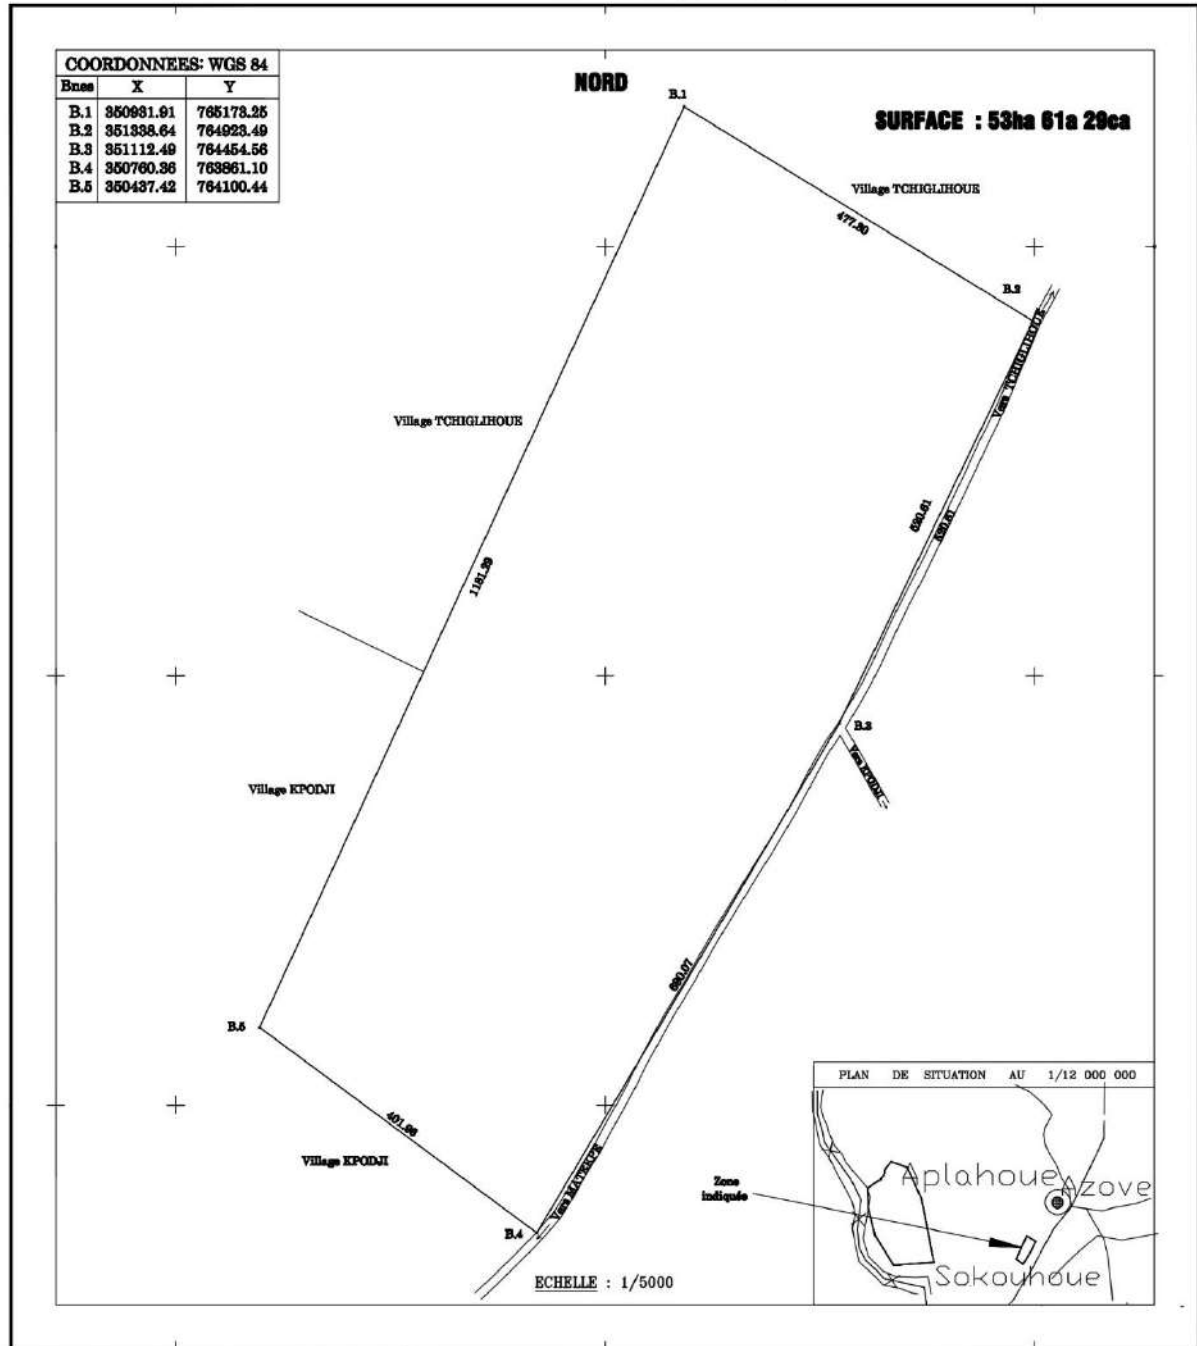 COORDONNEES: WGS 84
Bnes X Y
B.1 350931.91 765173.25
B.2 351338.64 764923.49
B.3 351112.49 764454.56
B.4 350760.36 763861.10
B.5 350437.42 764100.44
NORD
SURFACE : 53ha 61a 29ca
B.1
Village TCHIGLIHOUE
477.30
B.2
Vers TCHIGLIHOUE
Village TCHIGLIHOUE
520.61
520.61
1181.29
B.3
Vers KPODJI
Village KPODJI
690.07
B.5
401.96
Village KPODJI
Vers MATEKPE
B.4
ECHELLE : 1/5000
PLAN DE SITUATION AU 1/12 000 000
Aplahoue
Azove
Zone
indiquée
Sokouhoue